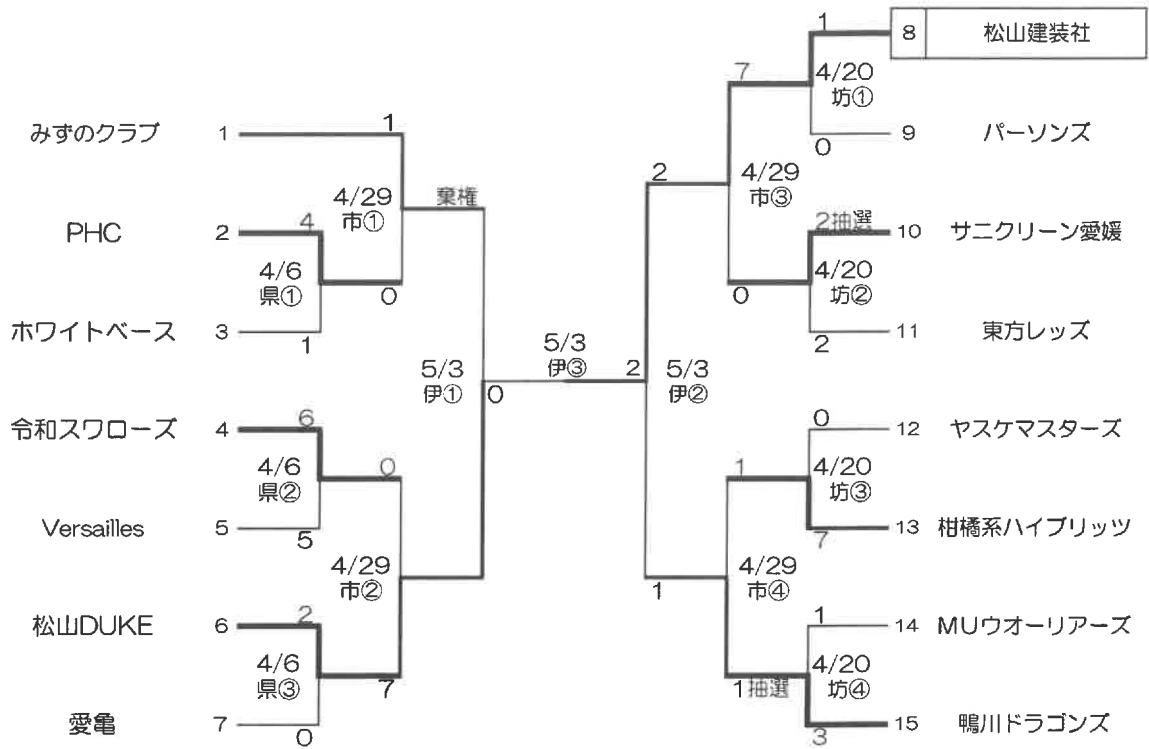 1
8 松山建装社
7
4/20
坊①
みずのクラブ 1
1
0
9 パーソンズ
4/29
市①
棄権
2
4/29
市③
PHC 2
4
2抽選
10 サニクリーン愛媛
4/6
県①
0
0
4/20
坊②
ホワイトベース 3
1
2
11 東方レッズ
5/3
伊①
0
5/3
伊③
2
5/3
伊②
令和スワローズ 4
6
0
12 ヤスケマスターズ
4/6
県②
0
1
4/20
坊③
Versailles 5
5
7
13 柑橘系ハイブリッツ
4/29
市②
1
4/29
市④
松山DUKE 6
2
1
14 MUウオーリアーズ
4/6
県③
7
1抽選
4/20
坊④
愛亀 7
0
3
15 鴨川ドラゴンズ